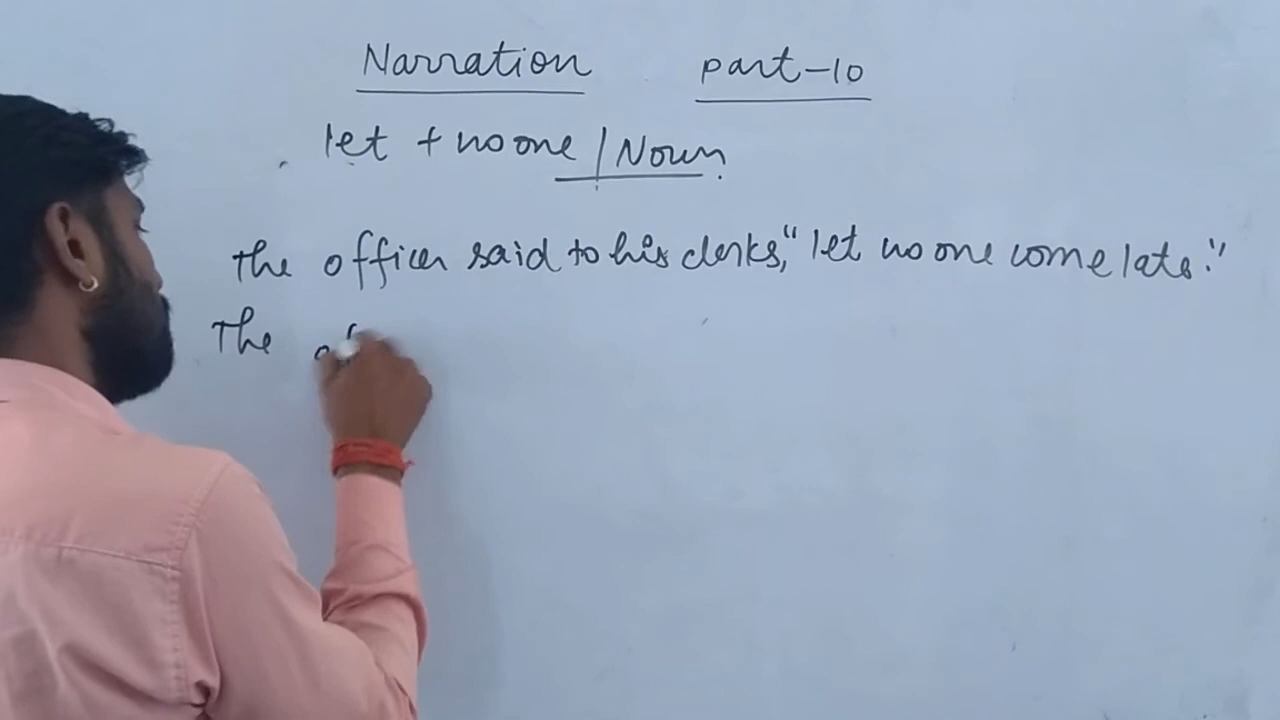 Narration part-10
let + no one / Noun
The officer said to his clerks, "let no one come late."
The of